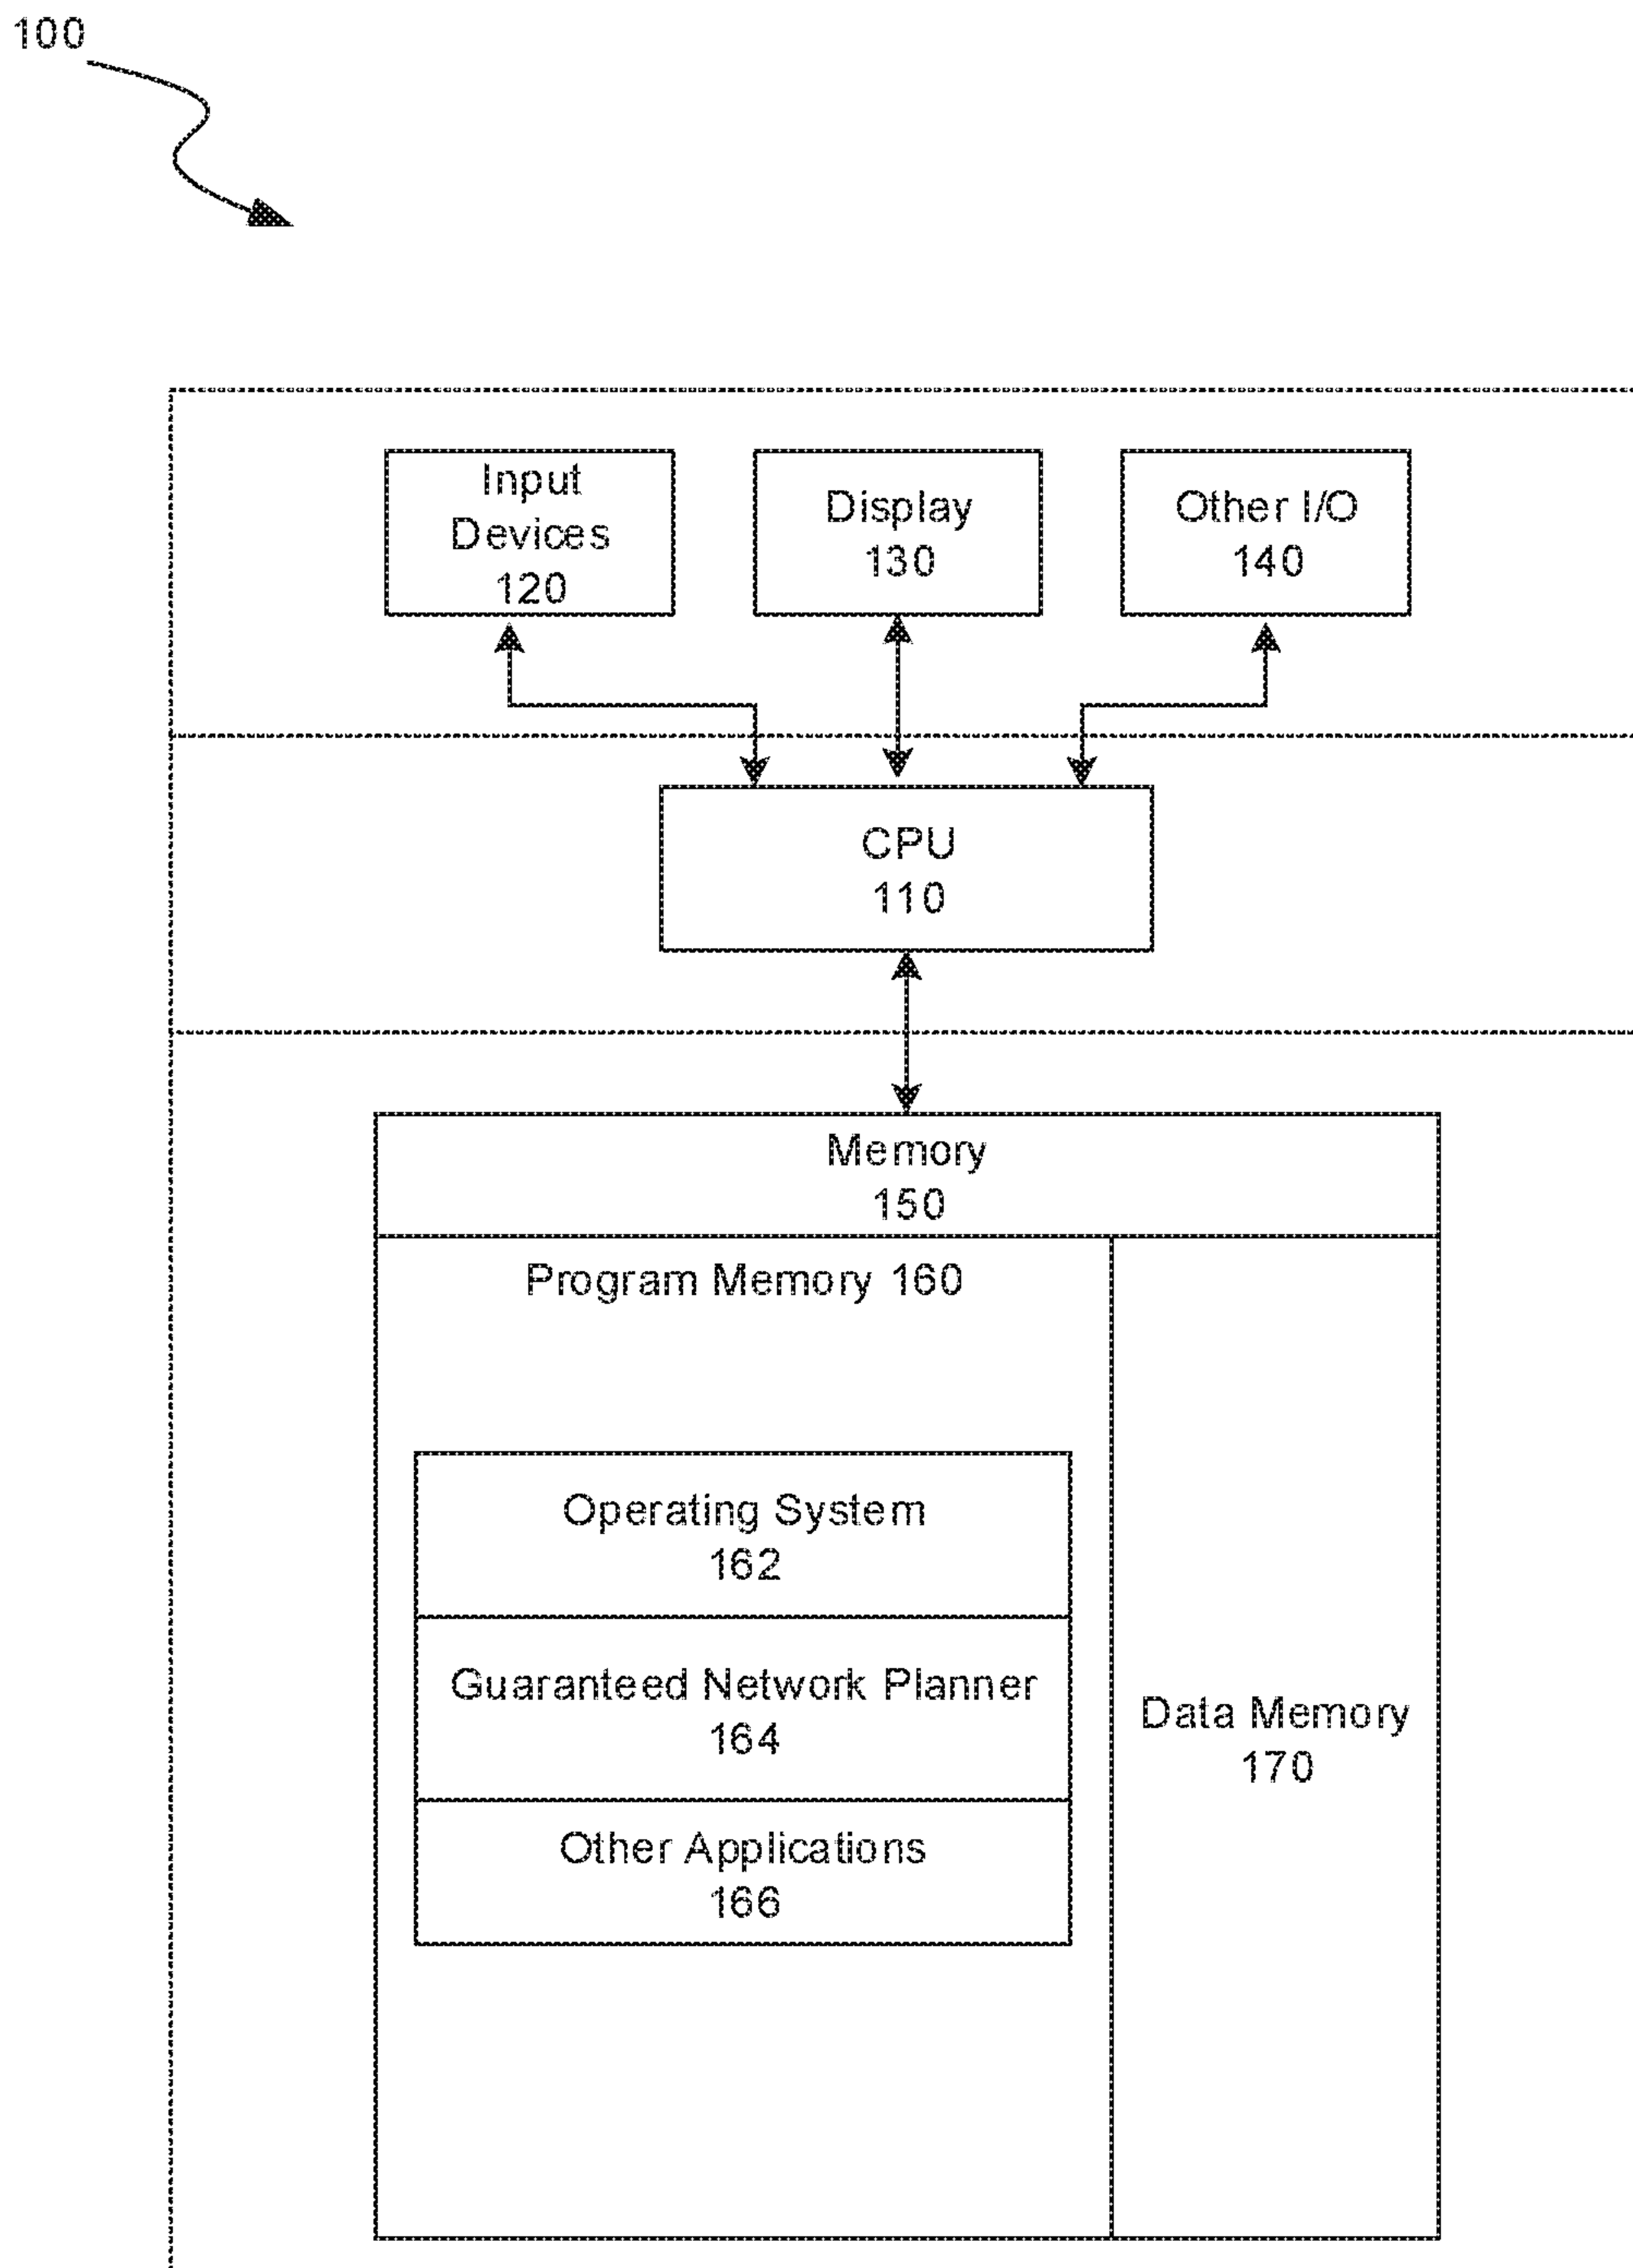 100
Input
Devices
120
Display
130
Other I/O
140
CPU
110
Memory
150
Program Memory 160
Operating System
162
Guaranteed Network Planner
164
Other Applications
166
Data Memory
170